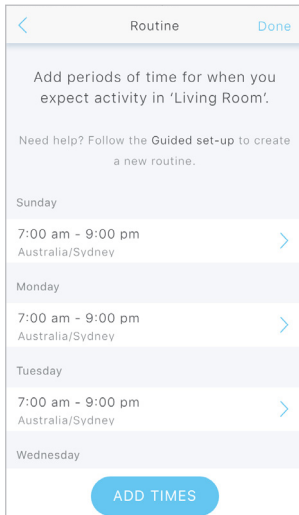 Routine
Done
Add periods of time for when you
expect activity in ‘Living Room’.
Need help? Follow the Guided set-up to create
a new routine.
Sunday
7:00 am - 9:00 pm
Australia/Sydney
Monday
7:00 am - 9:00 pm
Australia/Sydney
Tuesday
7:00 am - 9:00 pm
Australia/Sydney
Wednesday
ADD TIMES